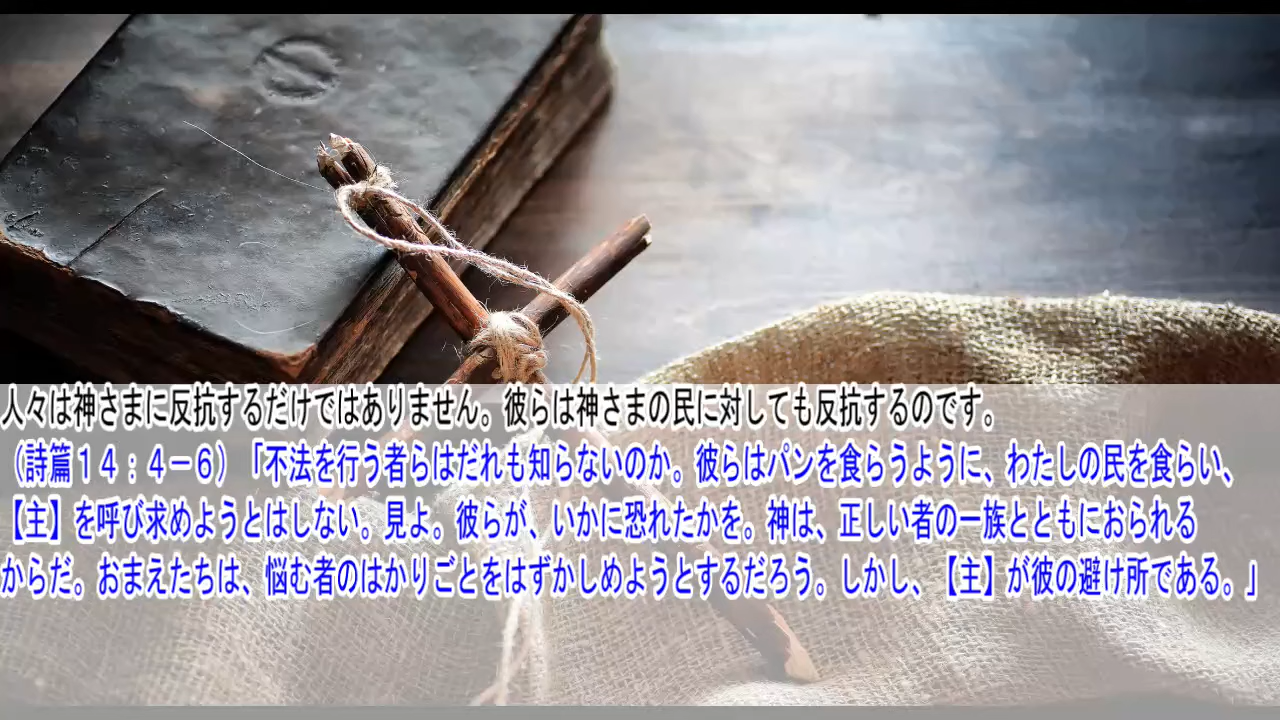 人々は神さまに反抗するだけではありません。彼らは神さまの民に対しても反抗するのです。
（詩篇１４：４－６）「不法を行う者らはだれも知らないのか。彼らはパンを食らうように、わたしの民を食らい、
【主】を呼び求めようとはしない。見よ。彼らが、いかに恐れたかを。神は、正しい者の一族とともにおられる
からだ。おまえたちは、悩む者のはかりごとをはずかしめようとするだろう。しかし、【主】が彼の避け所である。」